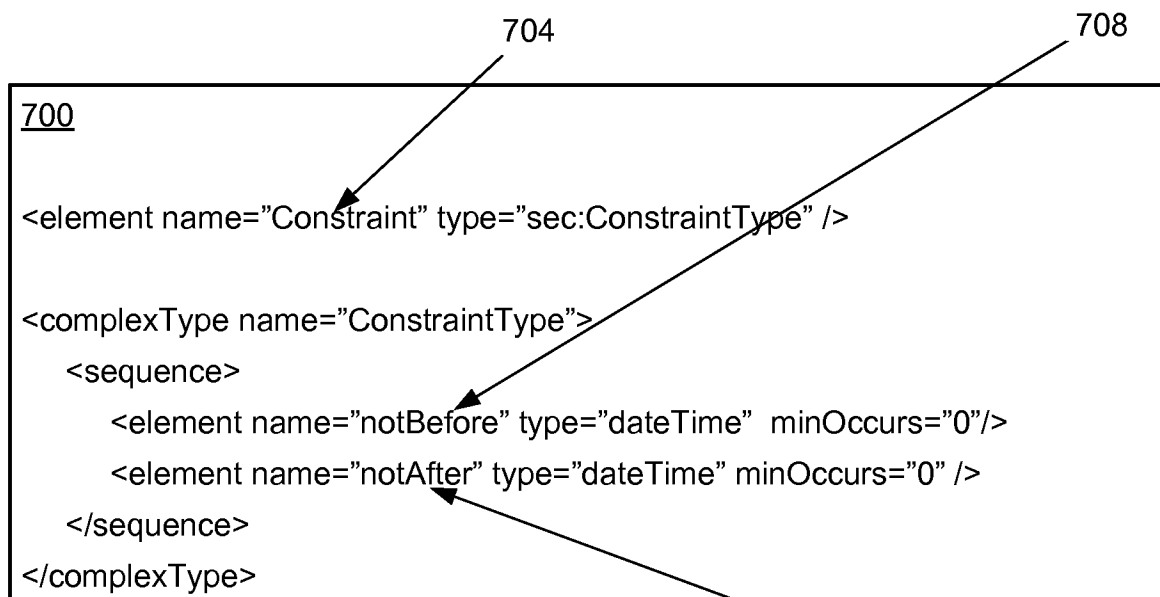 704
708
700
<element name=”Constraint” type=”sec:ConstraintType” />
<complexType name=”ConstraintType”>
<sequence>
<element name=”notBefore” type=”dateTime”  minOccurs=”0”/>
<element name=”notAfter” type=”dateTime” minOccurs=”0” />
</sequence>
</complexType>